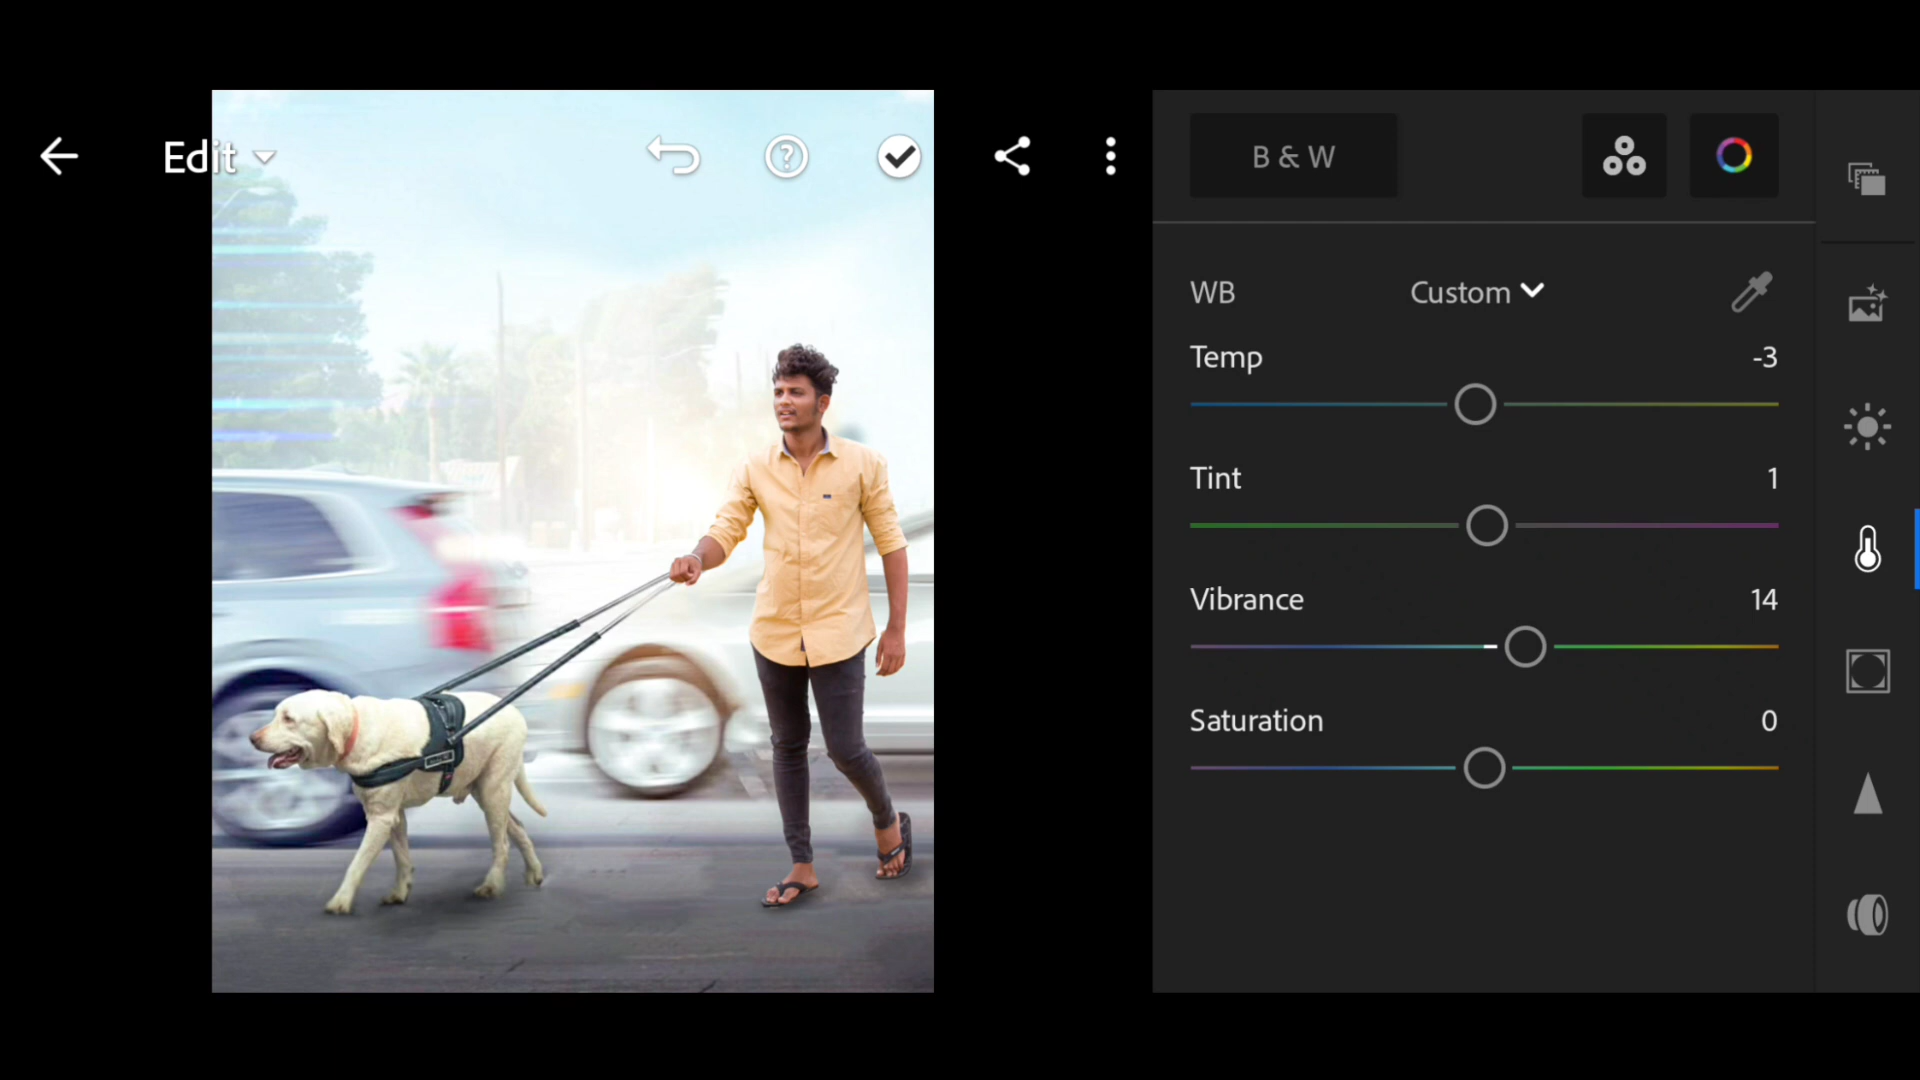 Edit
B & W
WB Custom
Temp -3
Tint 1
Vibrance 14
Saturation 0